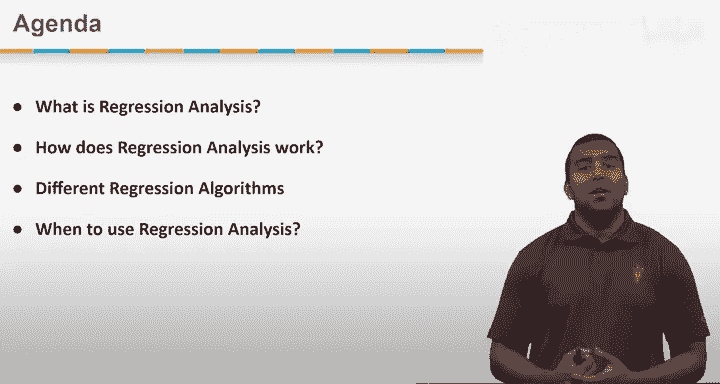 Agenda
● What is Regression Analysis?
● How does Regression Analysis work?
● Different Regression Algorithms
● When to use Regression Analysis?